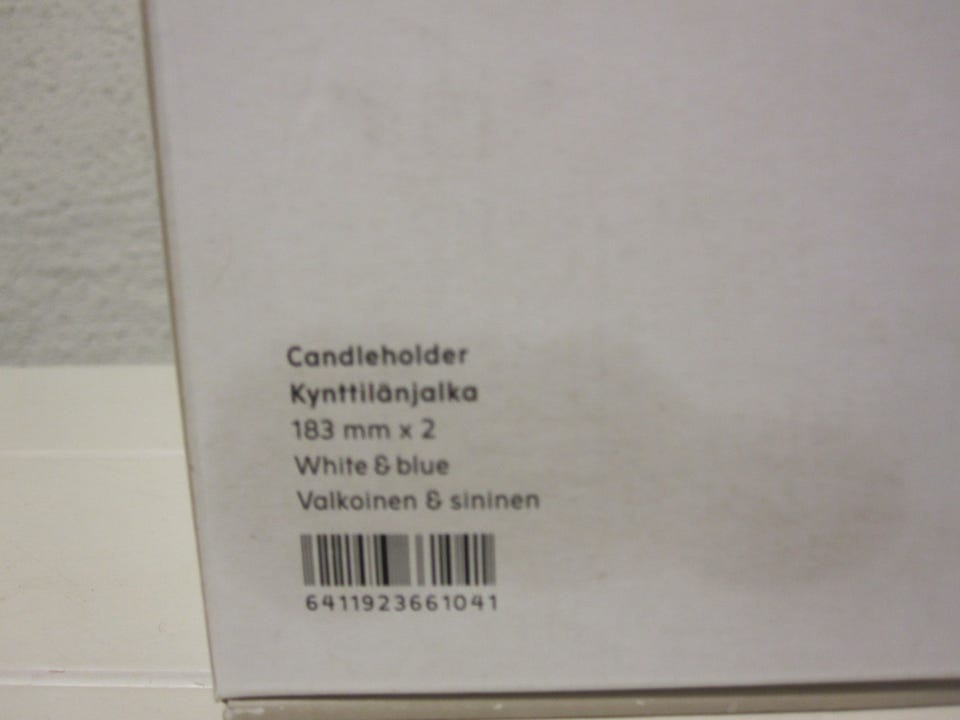 Candleholder
Kynttilänjalka
183 mm x 2
White & blue
Valkoinen & sininen
6411923661041